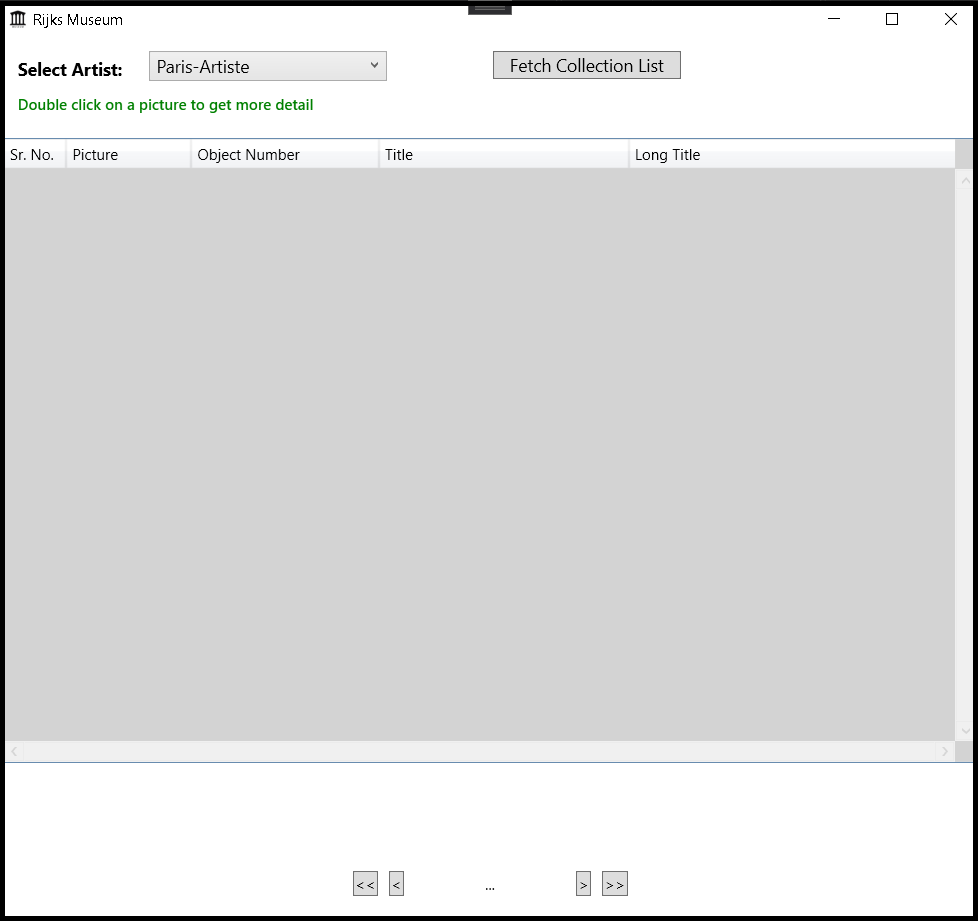 Rijks Museum
Select Artist: Paris-Artiste Fetch Collection List
Double click on a picture to get more detail
Sr. No. Picture Object Number Title Long Title
<< < ... > >>